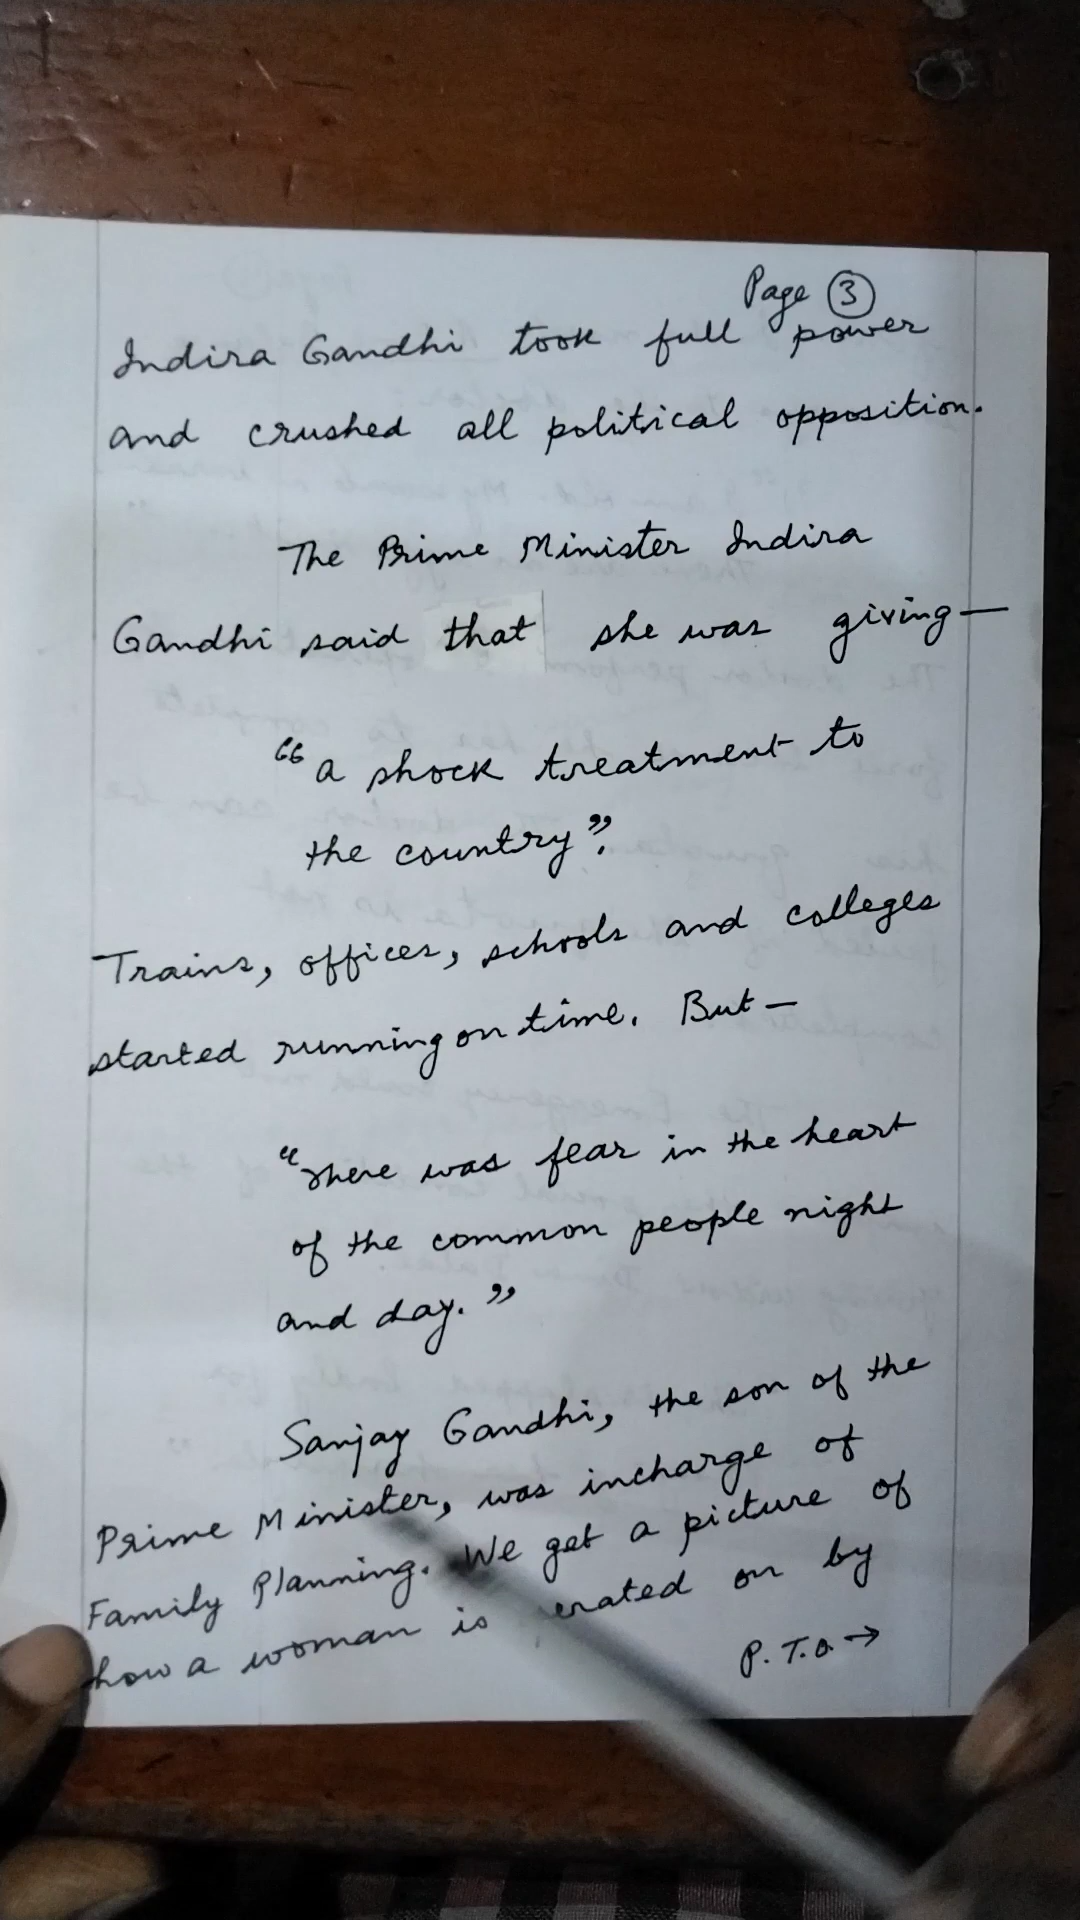 Page 3
Indira Gandhi took full power
and crushed all political opposition.
The Prime Minister Indira
Gandhi said that she was giving—
"a shock treatment to
the country".
Trains, offices, schools and colleges
started running on time. But—
"There was fear in the heart
of the common people night
and day."
Sanjay Gandhi, the son of the
Prime Minister, was incharge of
Family Planning. We get a picture of
how a woman is erated on by
P.T.O. →